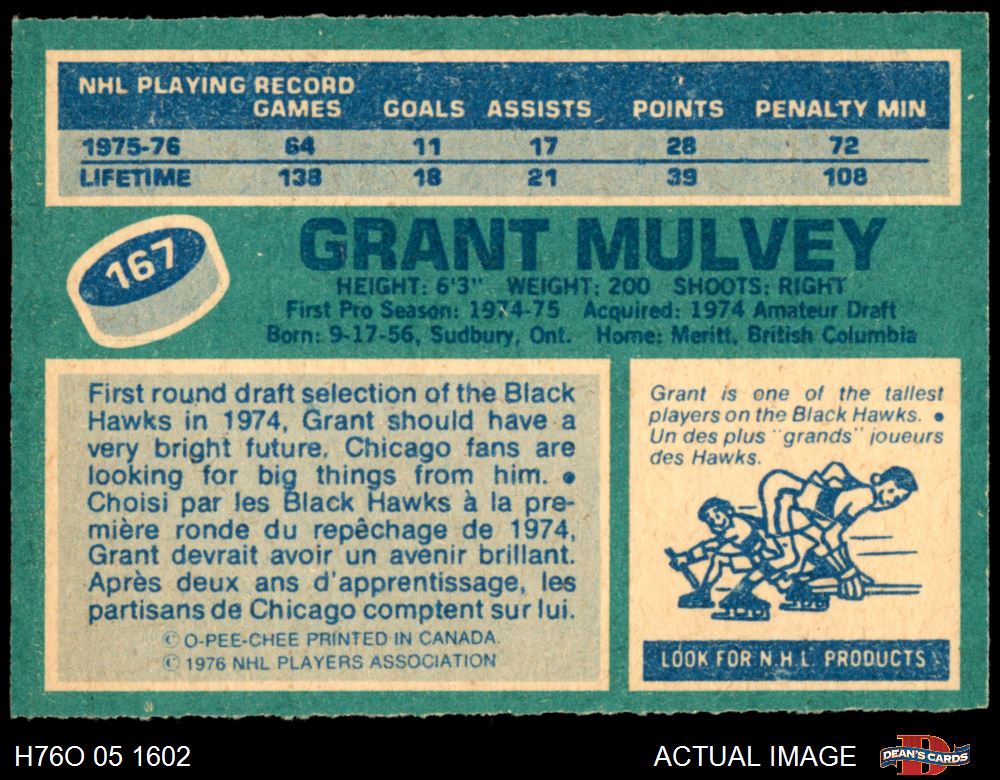 NHL PLAYING RECORD
GAMES GOALS ASSISTS POINTS PENALTY MIN
1975-76 64 11 17 28 72
LIFETIME 138 18 21 39 108
167
GRANT MULVEY
HEIGHT: 6'3" WEIGHT: 200 SHOOTS: RIGHT
First Pro Season: 1974-75 Acquired: 1974 Amateur Draft
Born: 9-17-56, Sudbury, Ont. Home: Meritt, British Columbia
First round draft selection of the Black
Hawks in 1974, Grant should have a
very bright future. Chicago fans are
looking for big things from him. •
Choisi par les Black Hawks à la pre-
mière ronde du repêchage de 1974,
Grant devrait avoir un avenir brillant.
Après deux ans d'apprentissage, les
partisans de Chicago comptent sur lui.
© O-PEE-CHEE PRINTED IN CANADA.
© 1976 NHL PLAYERS ASSOCIATION
Grant is one of the tallest
players on the Black Hawks. •
Un des plus "grands" joueurs
des Hawks.
LOOK FOR N.H.L. PRODUCTS
H76O 05 1602
ACTUAL IMAGE
DEAN'S CARDS